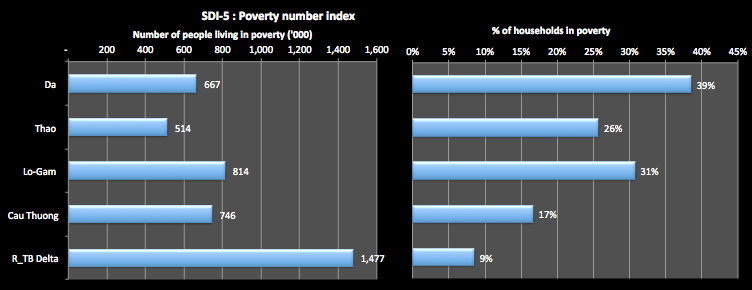 SDI-5 : Poverty number index
Number of people living in poverty ('000)
- 200 400 600 800 1,000 1,200 1,400 1,600
Da 667
Thao 514
Lo-Gam 814
Cau Thuong 746
R_TB Delta 1,477
% of households in poverty
0% 5% 10% 15% 20% 25% 30% 35% 40% 45%
39%
26%
31%
17%
9%